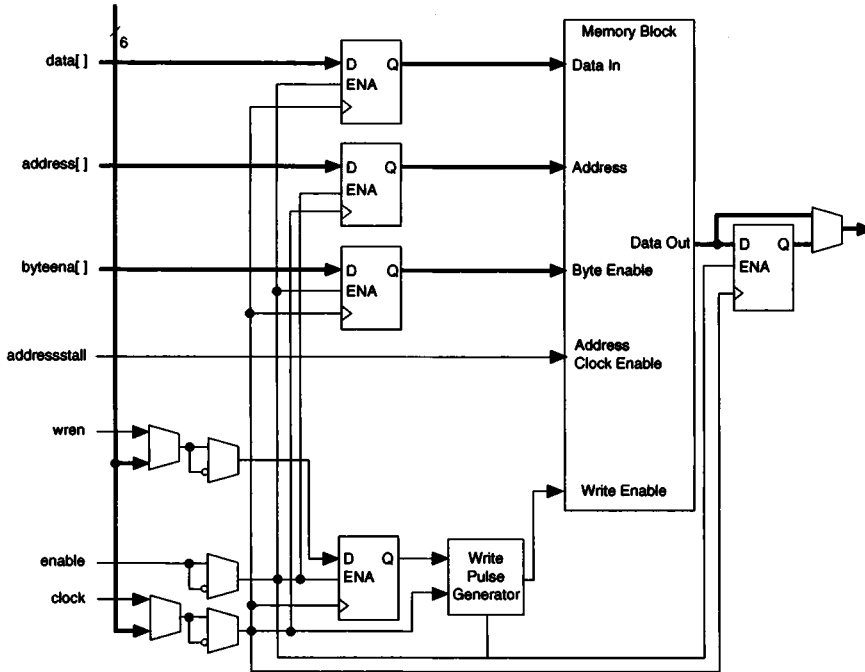 6
Memory Block
data[ ]
D Q
ENA
Data In
address[ ]
D Q
ENA
Address
Data Out
D Q
ENA
byteena[ ]
D Q
ENA
Byte Enable
addressstall
Address
Clock Enable
wren
Write Enable
enable
D Q
ENA
Write
Pulse
Generator
clock